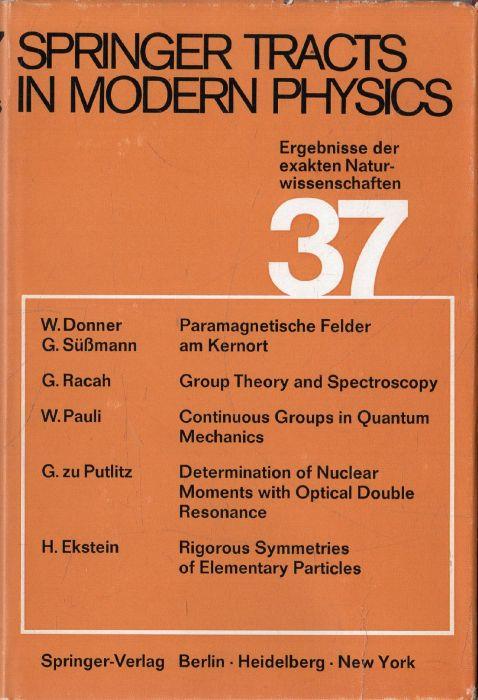 SPRINGER TRACTS
IN MODERN PHYSICS
Ergebnisse der
exakten Natur-
wissenschaften
37
W. Donner Paramagnetische Felder
G. Süßmann am Kernort
G. Racah Group Theory and Spectroscopy
W. Pauli Continuous Groups in Quantum
Mechanics
G. zu Putlitz Determination of Nuclear
Moments with Optical Double
Resonance
H. Ekstein Rigorous Symmetries
of Elementary Particles
Springer-Verlag Berlin · Heidelberg · New York